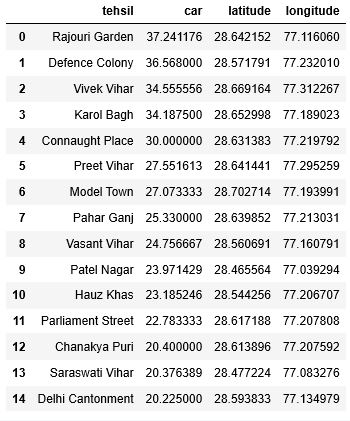 tehsil car latitude longitude
0 Rajouri Garden 37.241176 28.642152 77.116060
1 Defence Colony 36.568000 28.571791 77.232010
2 Vivek Vihar 34.555556 28.669164 77.312267
3 Karol Bagh 34.187500 28.652998 77.189023
4 Connaught Place 30.000000 28.631383 77.219792
5 Preet Vihar 27.551613 28.641441 77.295259
6 Model Town 27.073333 28.702714 77.193991
7 Pahar Ganj 25.330000 28.639852 77.213031
8 Vasant Vihar 24.756667 28.560691 77.160791
9 Patel Nagar 23.971429 28.465564 77.039294
10 Hauz Khas 23.185246 28.544256 77.206707
11 Parliament Street 22.783333 28.617188 77.207808
12 Chanakya Puri 20.400000 28.613896 77.207592
13 Saraswati Vihar 20.376389 28.477224 77.083276
14 Delhi Cantonment 20.225000 28.593833 77.134979